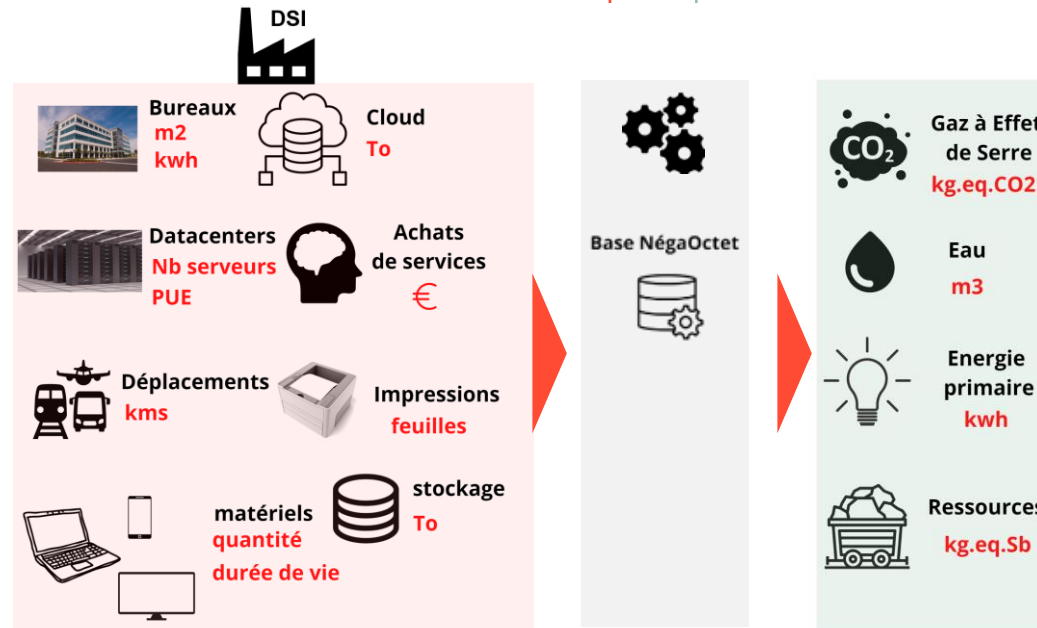 DSI
Bureaux
m2
kwh
Cloud
To
Datacenters
Nb serveurs
PUE
Achats
de services
€
Déplacements
kms
Impressions
feuilles
matériels
quantité
durée de vie
stockage
To
Base NégaOctet
CO2
Gaz à Effet
de Serre
kg.eq.CO2
Eau
m3
Energie
primaire
kwh
Ressources
kg.eq.Sb